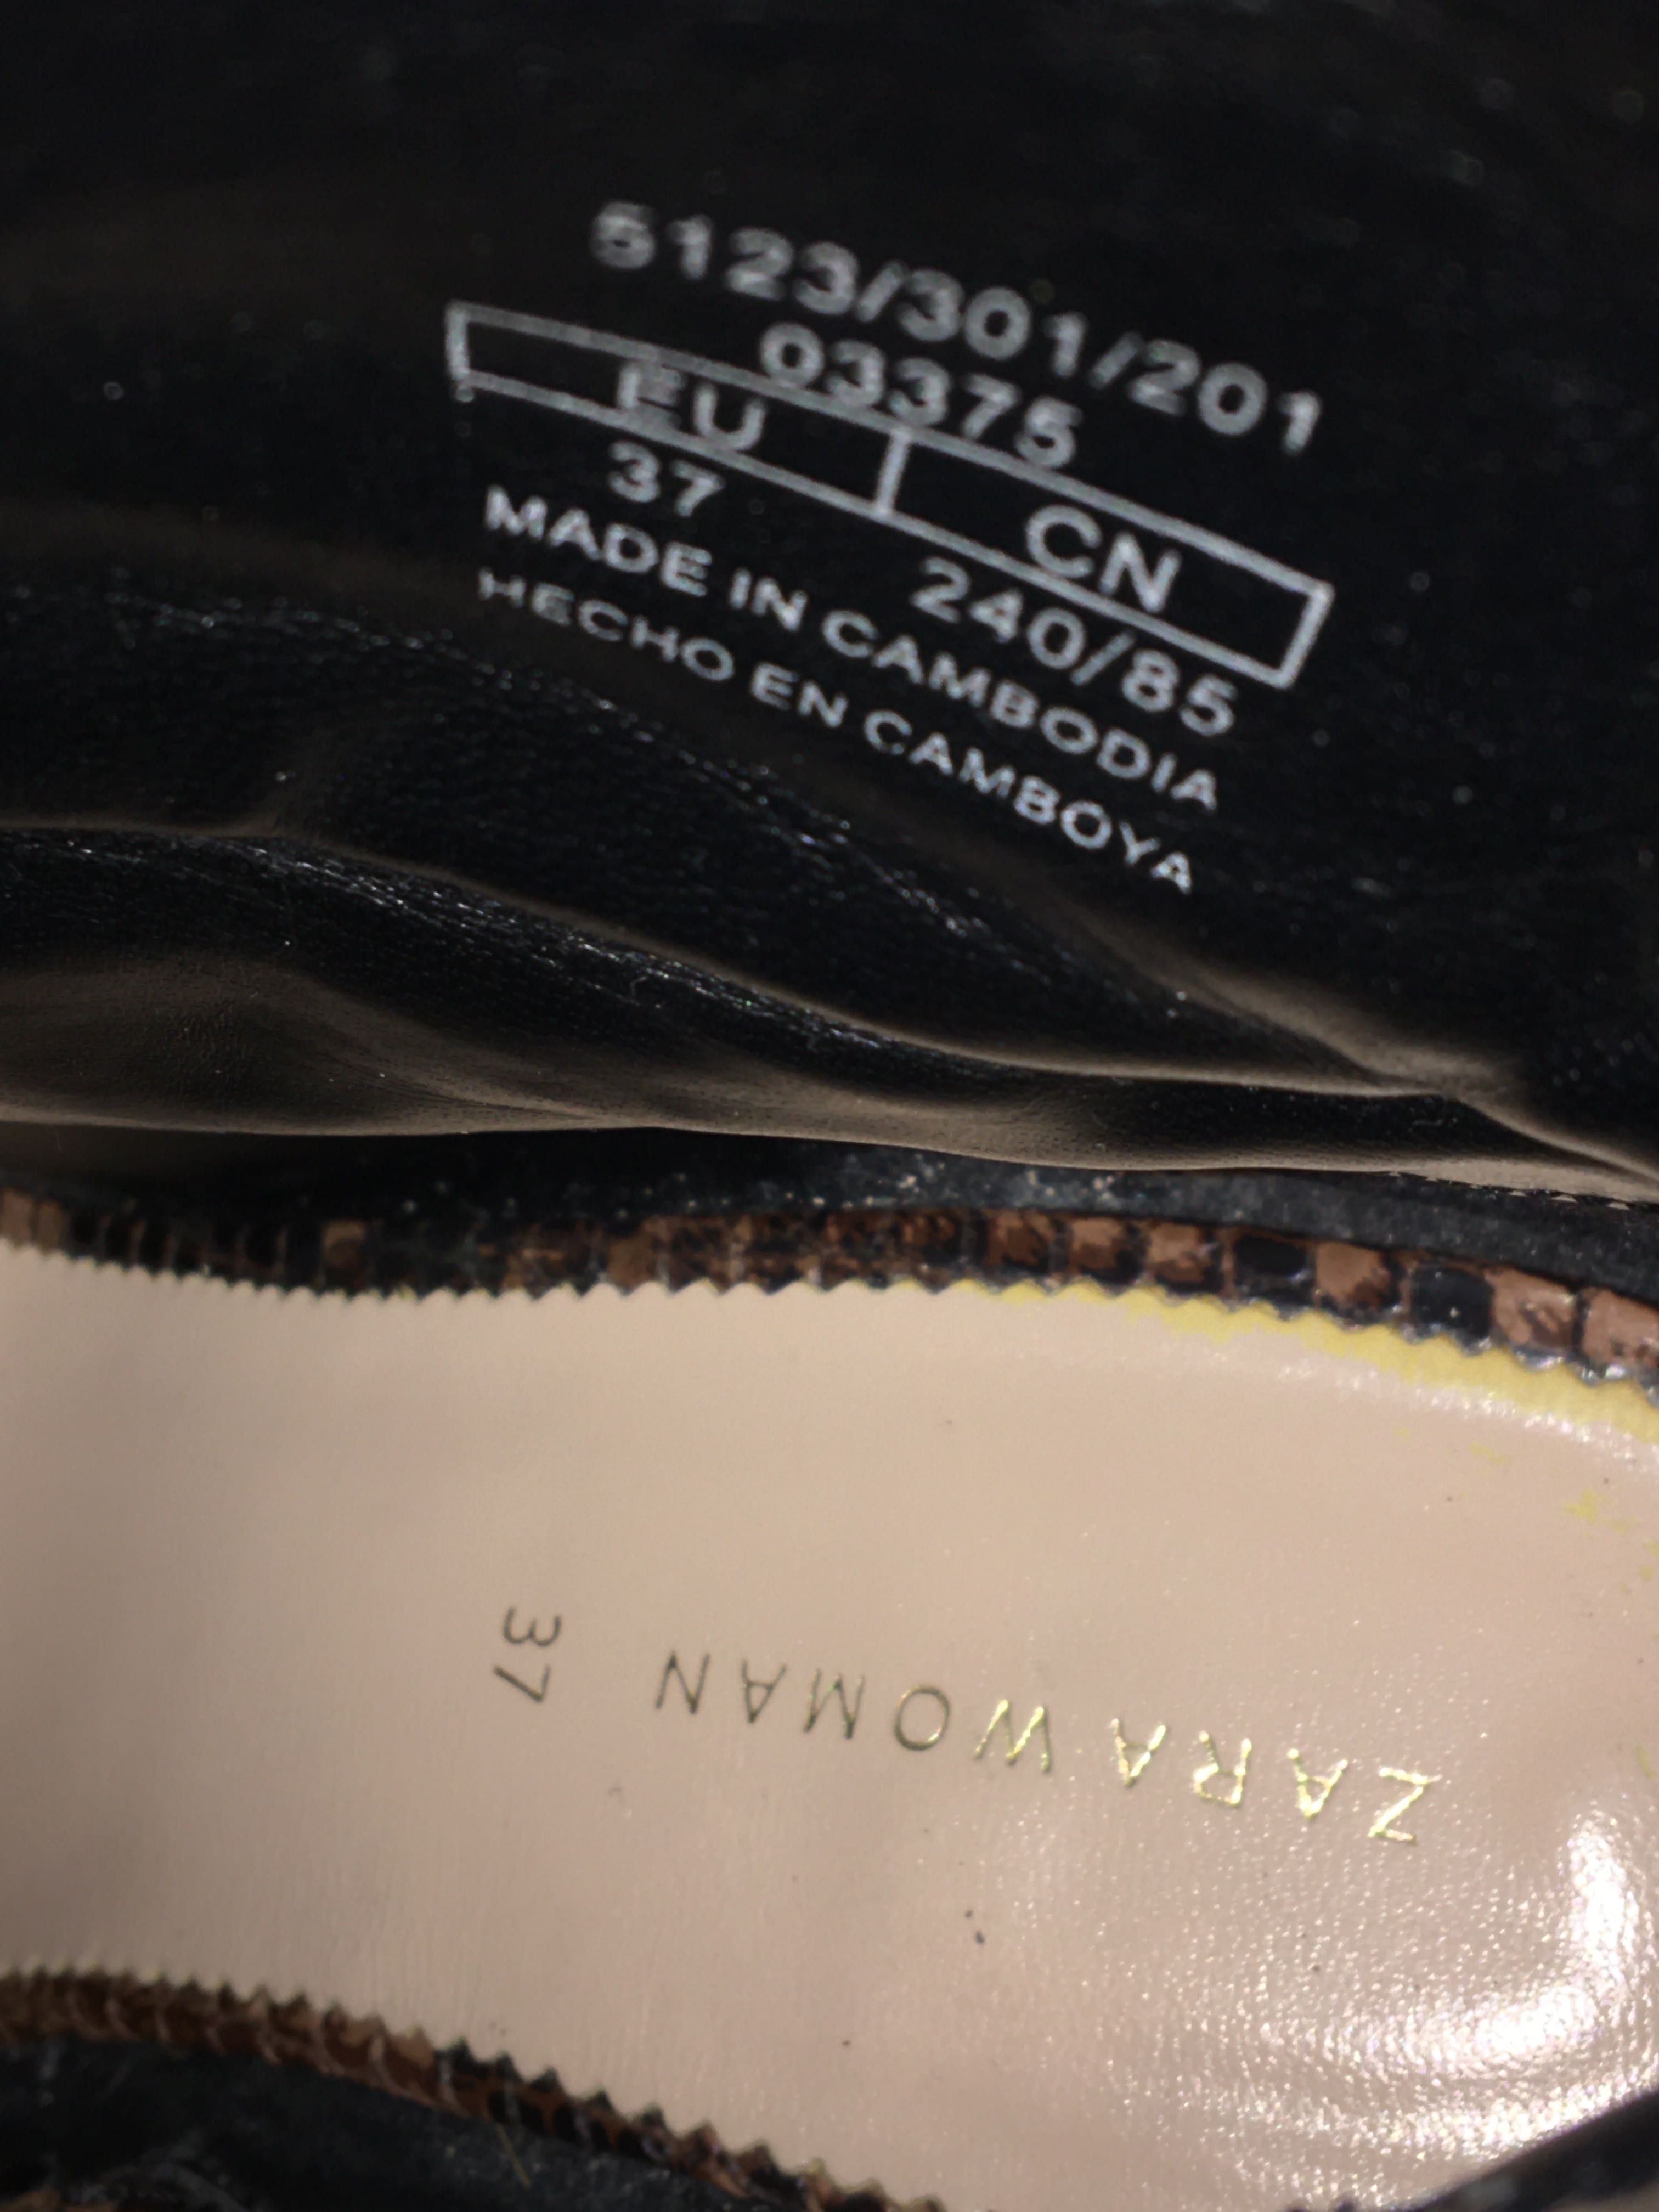 5123/301/201
03375
EU CN
37 240/85
MADE IN CAMBODIA
HECHO EN CAMBOYA
ZARA WOMAN
37